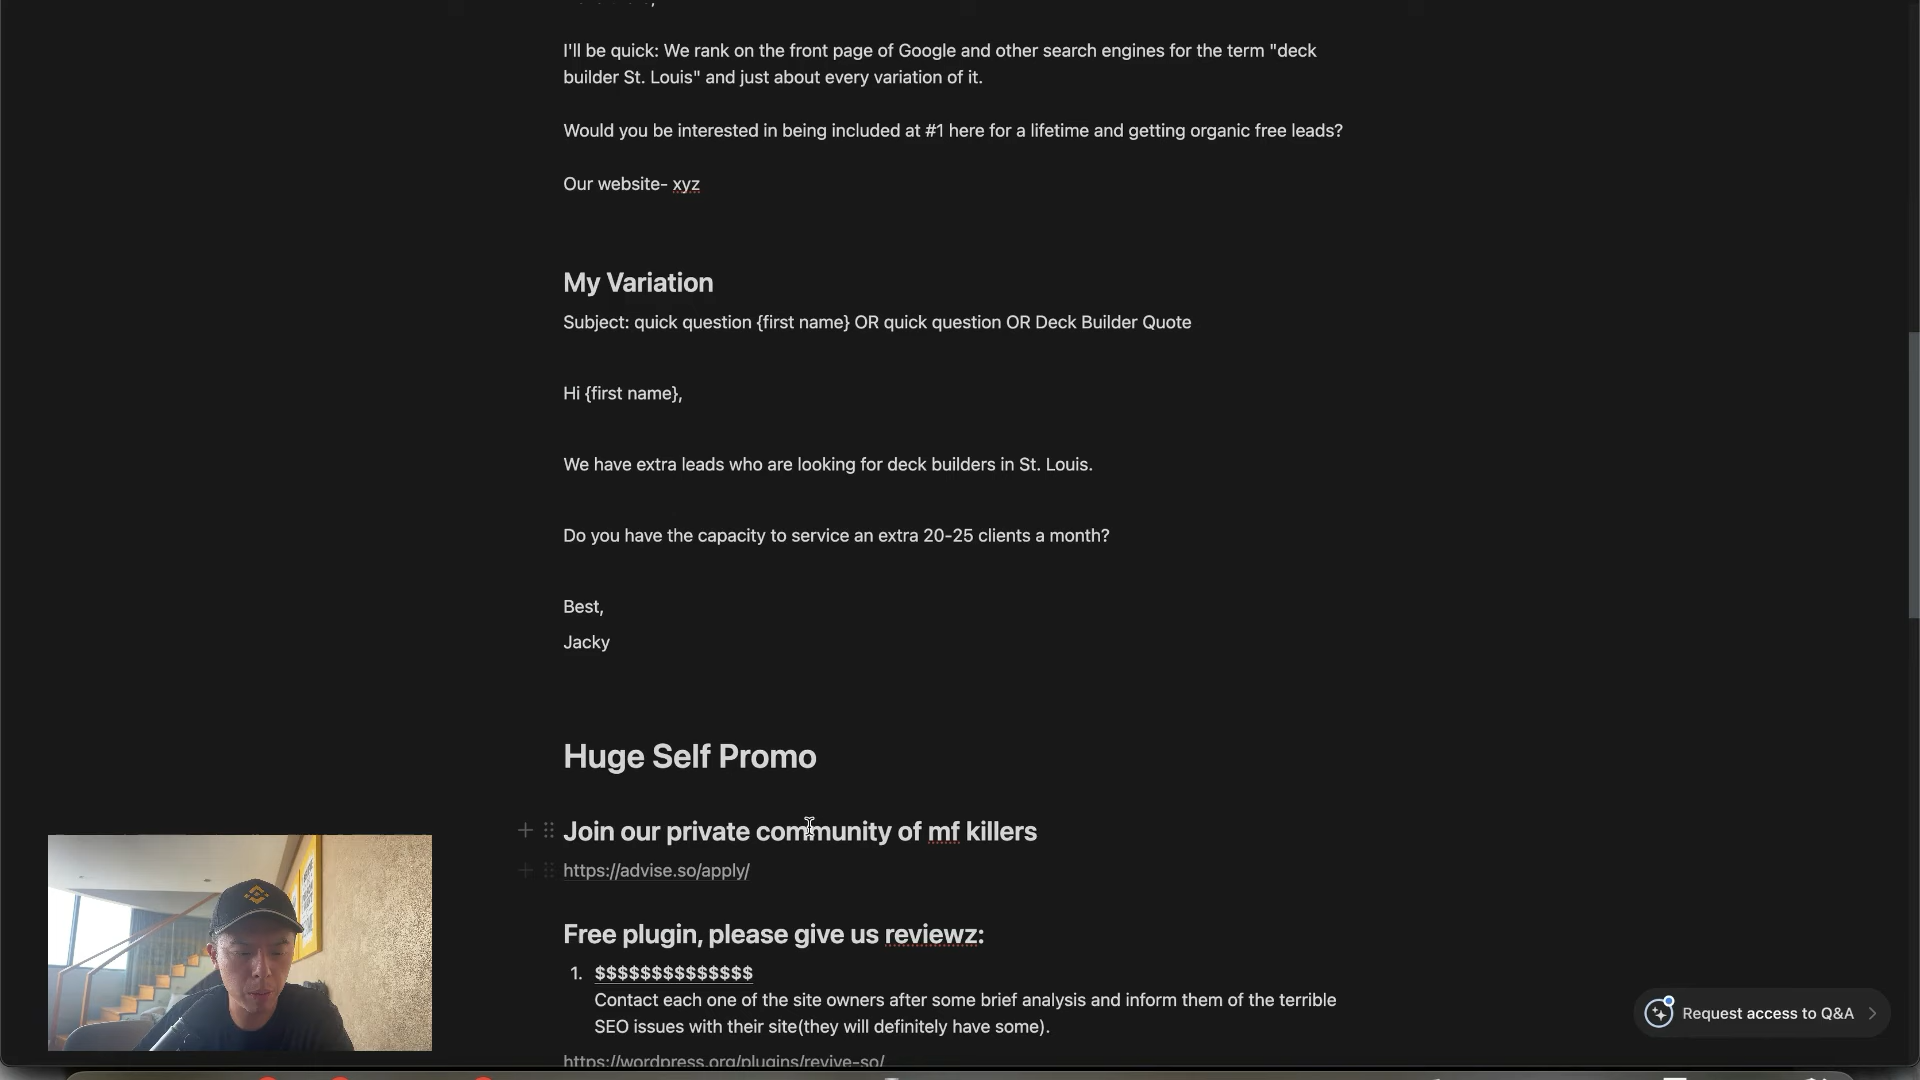 I'll be quick: We rank on the front page of Google and other search engines for the term "deck
builder St. Louis" and just about every variation of it.
Would you be interested in being included at #1 here for a lifetime and getting organic free leads?
Our website- xyz
My Variation
Subject: quick question {first name} OR quick question OR Deck Builder Quote
Hi {first name},
We have extra leads who are looking for deck builders in St. Louis.
Do you have the capacity to service an extra 20-25 clients a month?
Best,
Jacky
Huge Self Promo
Join our private community of mf killers
https://advise.so/apply/
Free plugin, please give us reviewz:
1. $$$$$$$$$$$$$$
Contact each one of the site owners after some brief analysis and inform them of the terrible
SEO issues with their site(they will definitely have some).
https://wordpress.org/plugins/revive-so/
Request access to Q&A